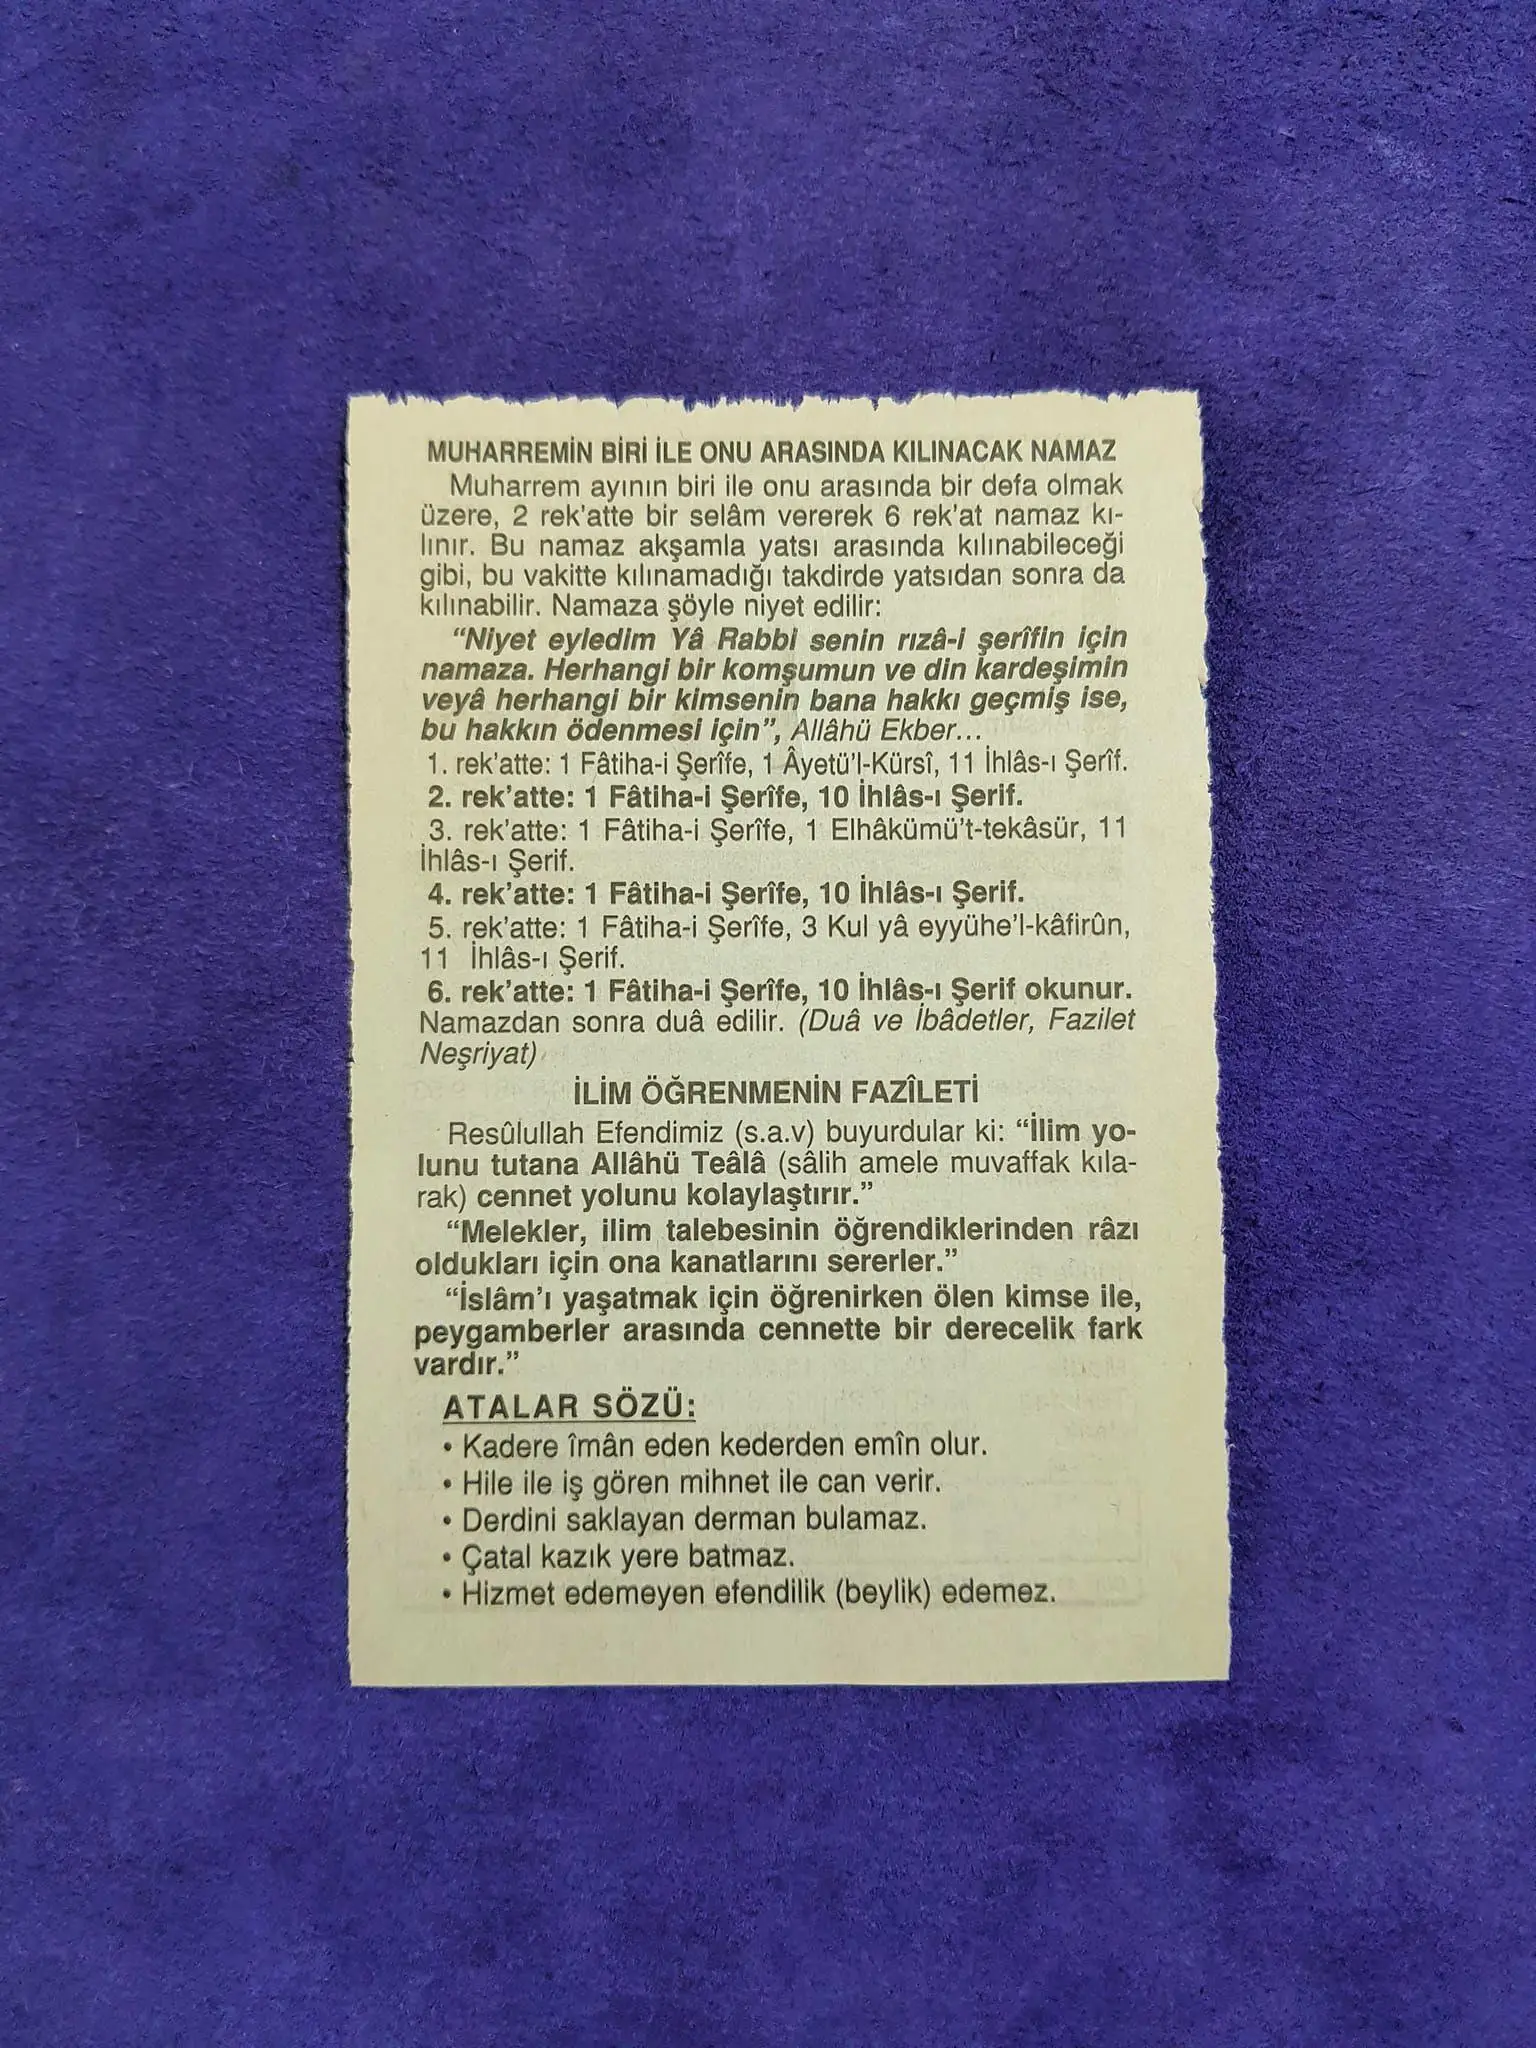 MUHARREMİN BİRİ İLE ONU ARASINDA KILINACAK NAMAZ
Muharrem ayının biri ile onu arasında bir defa olmak
üzere, 2 rek'atte bir selâm vererek 6 rek'at namaz kı-
lınır. Bu namaz akşamla yatsı arasında kılınabileceği
gibi, bu vakitte kılınamadığı takdirde yatsıdan sonra da
kılınabilir. Namaza şöyle niyet edilir:
“Niyet eyledim Yâ Rabbi senin rızâ-i şerîfin için
namaza. Herhangi bir komşumun ve din kardeşimin
veyâ herhangi bir kimsenin bana hakkı geçmiş ise,
bu hakkın ödenmesi için”, Allâhü Ekber...
1. rek'atte: 1 Fâtiha-i Şerîfe, 1 Âyetü'l-Kürsî, 11 İhlâs-ı Şerîf.
2. rek'atte: 1 Fâtiha-i Şerîfe, 10 İhlâs-ı Şerif.
3. rek'atte: 1 Fâtiha-i Şerîfe, 1 Elhâkümü't-tekâsür, 11
İhlâs-ı Şerif.
4. rek'atte: 1 Fâtiha-i Şerîfe, 10 İhlâs-ı Şerif.
5. rek'atte: 1 Fâtiha-i Şerîfe, 3 Kul yâ eyyühe'l-kâfirûn,
11 İhlâs-ı Şerif.
6. rek'atte: 1 Fâtiha-i Şerîfe, 10 İhlâs-ı Şerif okunur.
Namazdan sonra duâ edilir. (Duâ ve İbâdetler, Fazilet
Neşriyat)
İLİM ÖĞRENMENİN FAZÎLETİ
Resûlullah Efendimiz (s.a.v) buyurdular ki: “İlim yo-
lunu tutana Allâhü Teâlâ (sâlih amele muvaffak kıla-
rak) cennet yolunu kolaylaştırır.”
“Melekler, ilim talebesinin öğrendiklerinden râzı
oldukları için ona kanatlarını sererler.”
“İslâm'ı yaşatmak için öğrenirken ölen kimse ile,
peygamberler arasında cennette bir derecelik fark
vardır.”
ATALAR SÖZÜ:
• Kadere îmân eden kederden emîn olur.
• Hile ile iş gören mihnet ile can verir.
• Derdini saklayan derman bulamaz.
• Çatal kazık yere batmaz.
• Hizmet edemeyen efendilik (beylik) edemez.